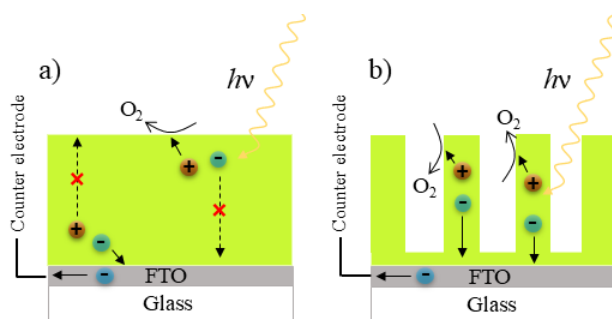 a)
hν
O2
Counter electrode
+
-
+
-
-
FTO
Glass
b)
hν
O2
O2
Counter electrode
+
-
+
-
-
FTO
Glass